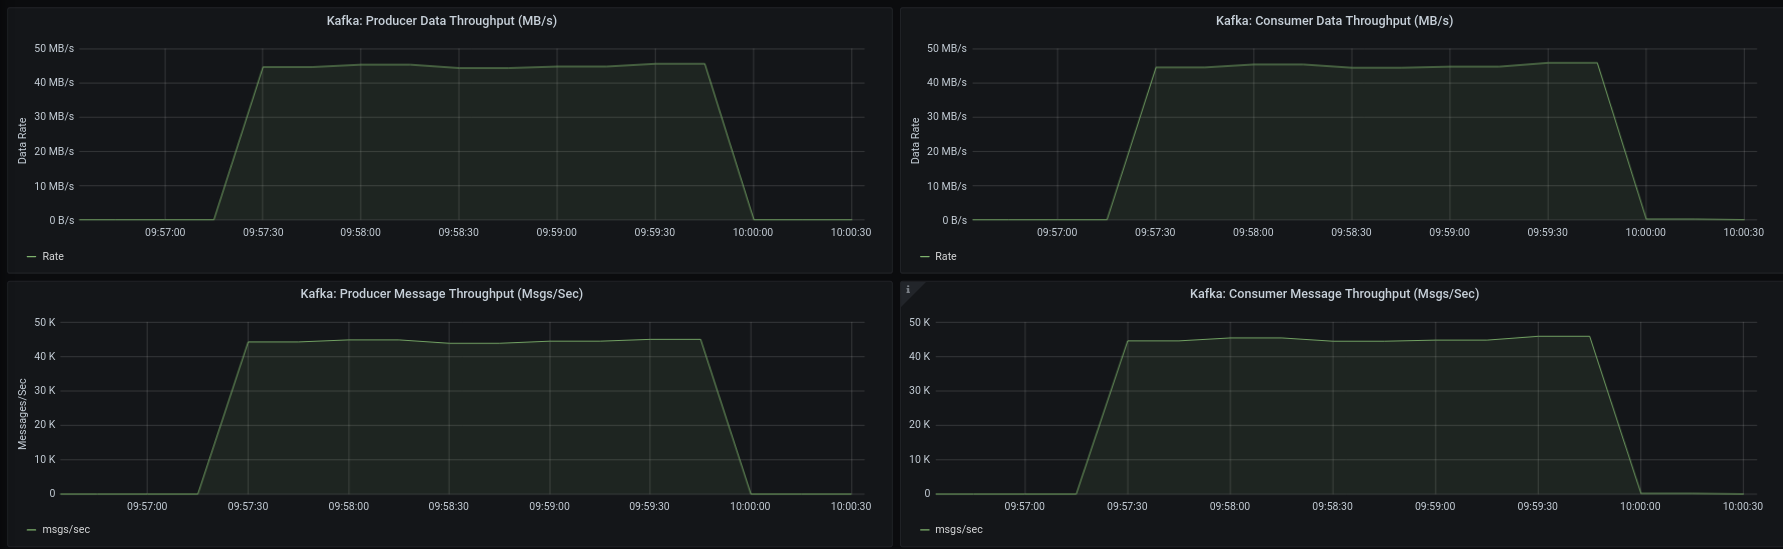 Kafka: Producer Data Throughput (MB/s)
50 MB/s
40 MB/s
30 MB/s
20 MB/s
10 MB/s
0 B/s
Data Rate
09:57:00 09:57:30 09:58:00 09:58:30 09:59:00 09:59:30 10:00:00 10:00:30
Rate
Kafka: Consumer Data Throughput (MB/s)
50 MB/s
40 MB/s
30 MB/s
20 MB/s
10 MB/s
0 B/s
Data Rate
09:57:00 09:57:30 09:58:00 09:58:30 09:59:00 09:59:30 10:00:00 10:00:30
Rate
Kafka: Producer Message Throughput (Msgs/Sec)
50 K
40 K
30 K
20 K
10 K
0
Messages/Sec
09:57:00 09:57:30 09:58:00 09:58:30 09:59:00 09:59:30 10:00:00 10:00:30
msgs/sec
i
Kafka: Consumer Message Throughput (Msgs/Sec)
50 K
40 K
30 K
20 K
10 K
0
09:57:00 09:57:30 09:58:00 09:58:30 09:59:00 09:59:30 10:00:00 10:00:30
msgs/sec